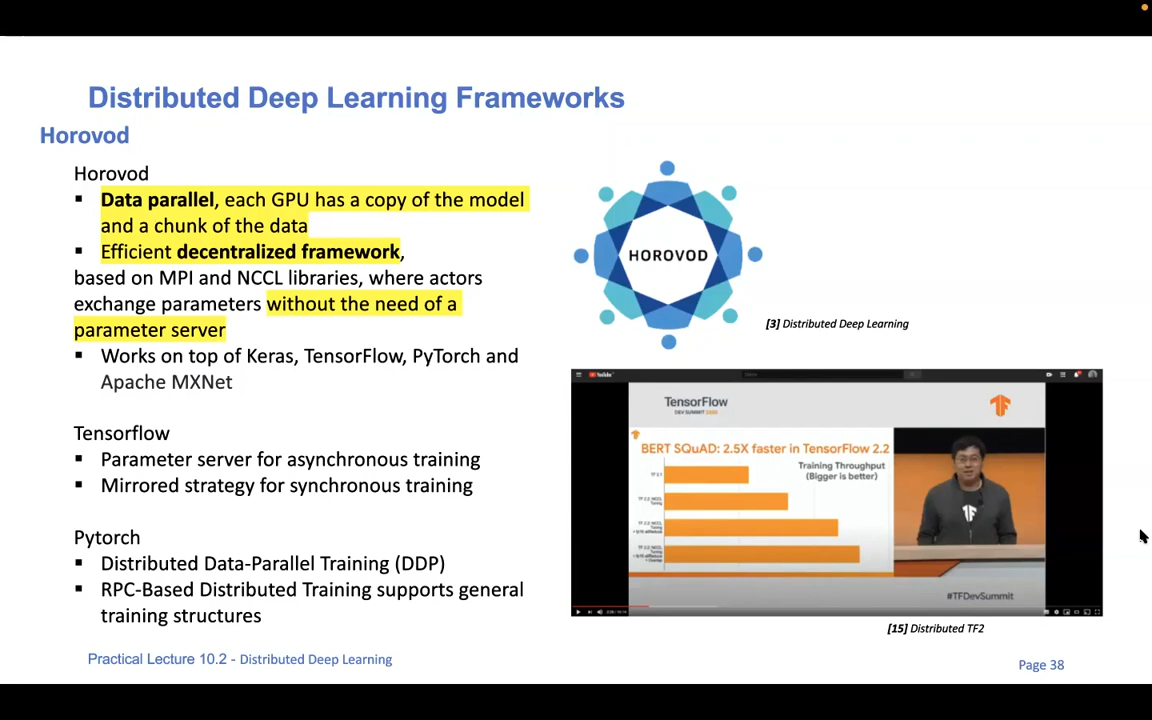 Distributed Deep Learning Frameworks
Horovod
Horovod
▪ Data parallel, each GPU has a copy of the model
and a chunk of the data
▪ Efficient decentralized framework,
based on MPI and NCCL libraries, where actors
exchange parameters without the need of a
parameter server
▪ Works on top of Keras, TensorFlow, PyTorch and
Apache MXNet
Tensorflow
▪ Parameter server for asynchronous training
▪ Mirrored strategy for synchronous training
Pytorch
▪ Distributed Data-Parallel Training (DDP)
▪ RPC-Based Distributed Training supports general
training structures
HOROVOD
[3] Distributed Deep Learning
YouTube
TensorFlow
DEV SUMMIT 2020
BERT SQuAD: 2.5X faster in TensorFlow 2.2
Training Throughput
(Bigger is better)
TF 2.1
#TFDevSummit
[15] Distributed TF2
Practical Lecture 10.2 - Distributed Deep Learning
Page 38